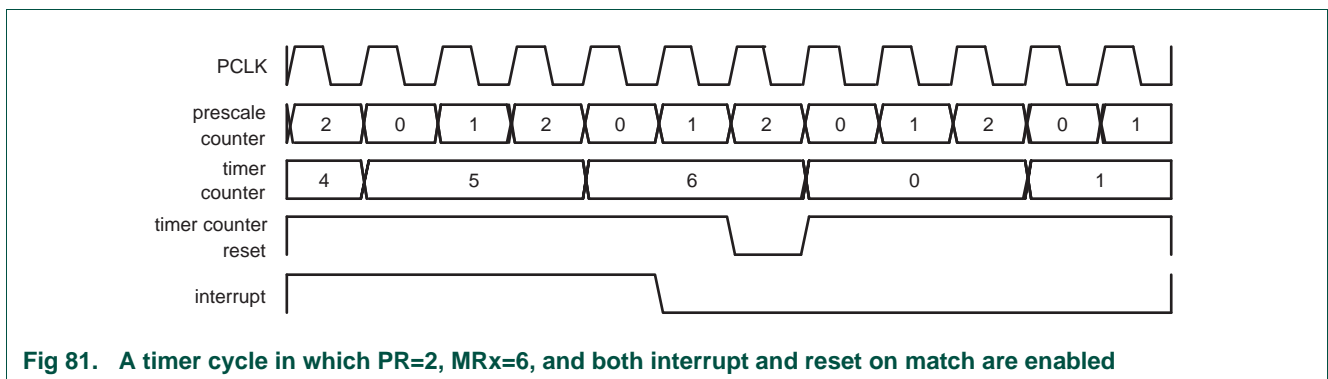 PCLK
prescale
counter
2 0 1 2 0 1 2 0 1 2 0 1
timer
counter
4 5 6 0 1
timer counter
reset
interrupt
Fig 81. A timer cycle in which PR=2, MRx=6, and both interrupt and reset on match are enabled